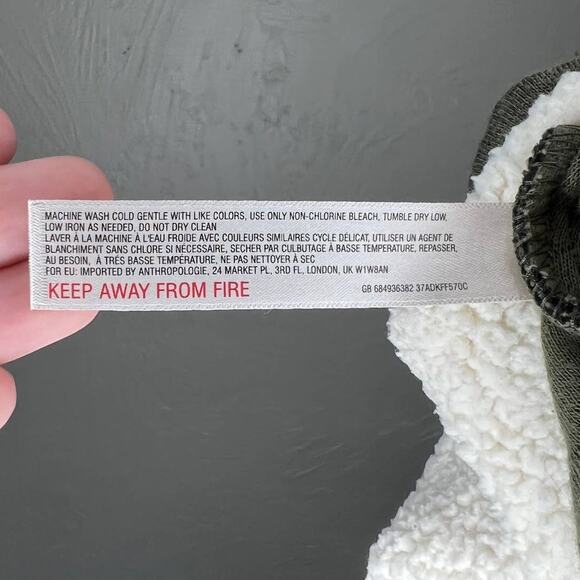 MACHINE WASH COLD GENTLE WITH LIKE COLORS, USE ONLY NON-CHLORINE BLEACH, TUMBLE DRY LOW,
LOW IRON AS NEEDED, DO NOT DRY CLEAN
LAVER À LA MACHINE À L'EAU FROIDE AVEC COULEURS SIMILAIRES CYCLE DÉLICAT, UTILISER UN AGENT DE
BLANCHIMENT SANS CHLORE SI NECESSAIRE, SECHER PAR CULBUTAGE À BASSE TEMPERATURE, REPASSER,
AU BESOIN, À TRÉS BASSE TEMPÉRATURE, NE PAS NETTOYER À SEC
FOR EU: IMPORTED BY ANTHROPOLOGIE, 24 MARKET PL, 3RD FL, LONDON, UK W1W8AN
KEEP AWAY FROM FIRE GB 684936382 37ADKFF570C